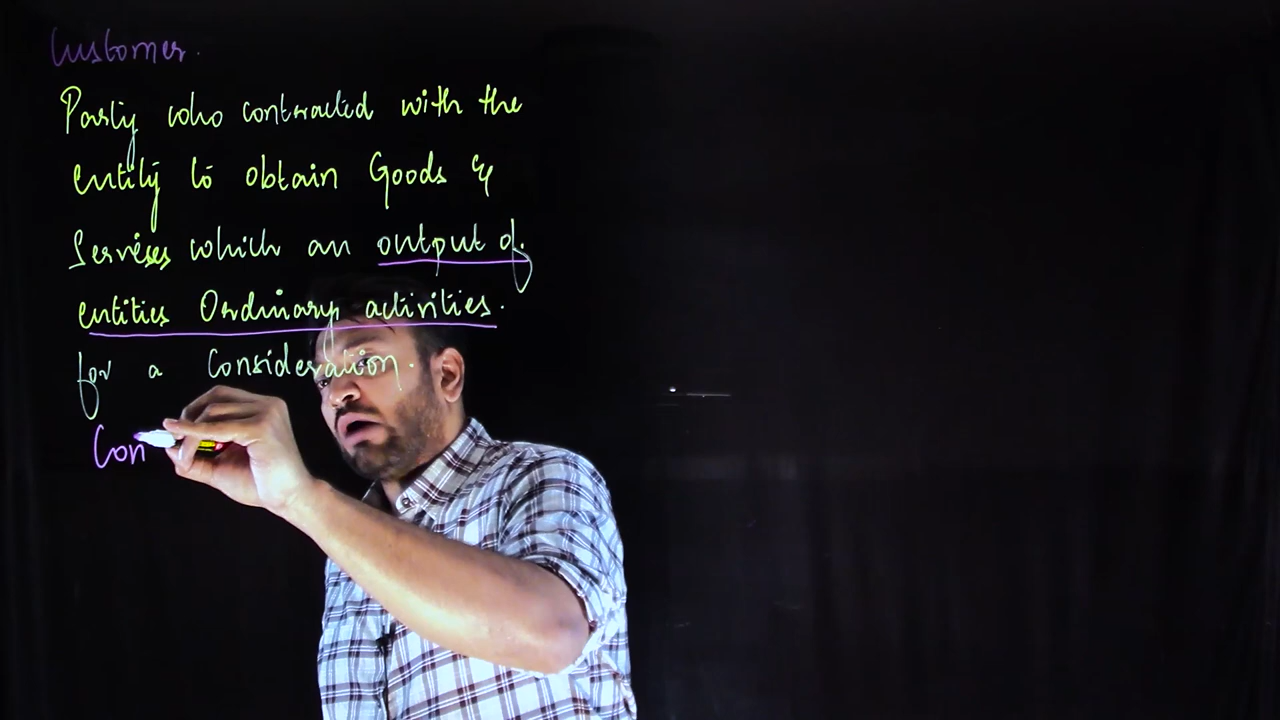 Customer.
Party who contracted with the
entity to obtain Goods &
Services which an output of
entities Ordinary activities.
for a Consideration.
Con